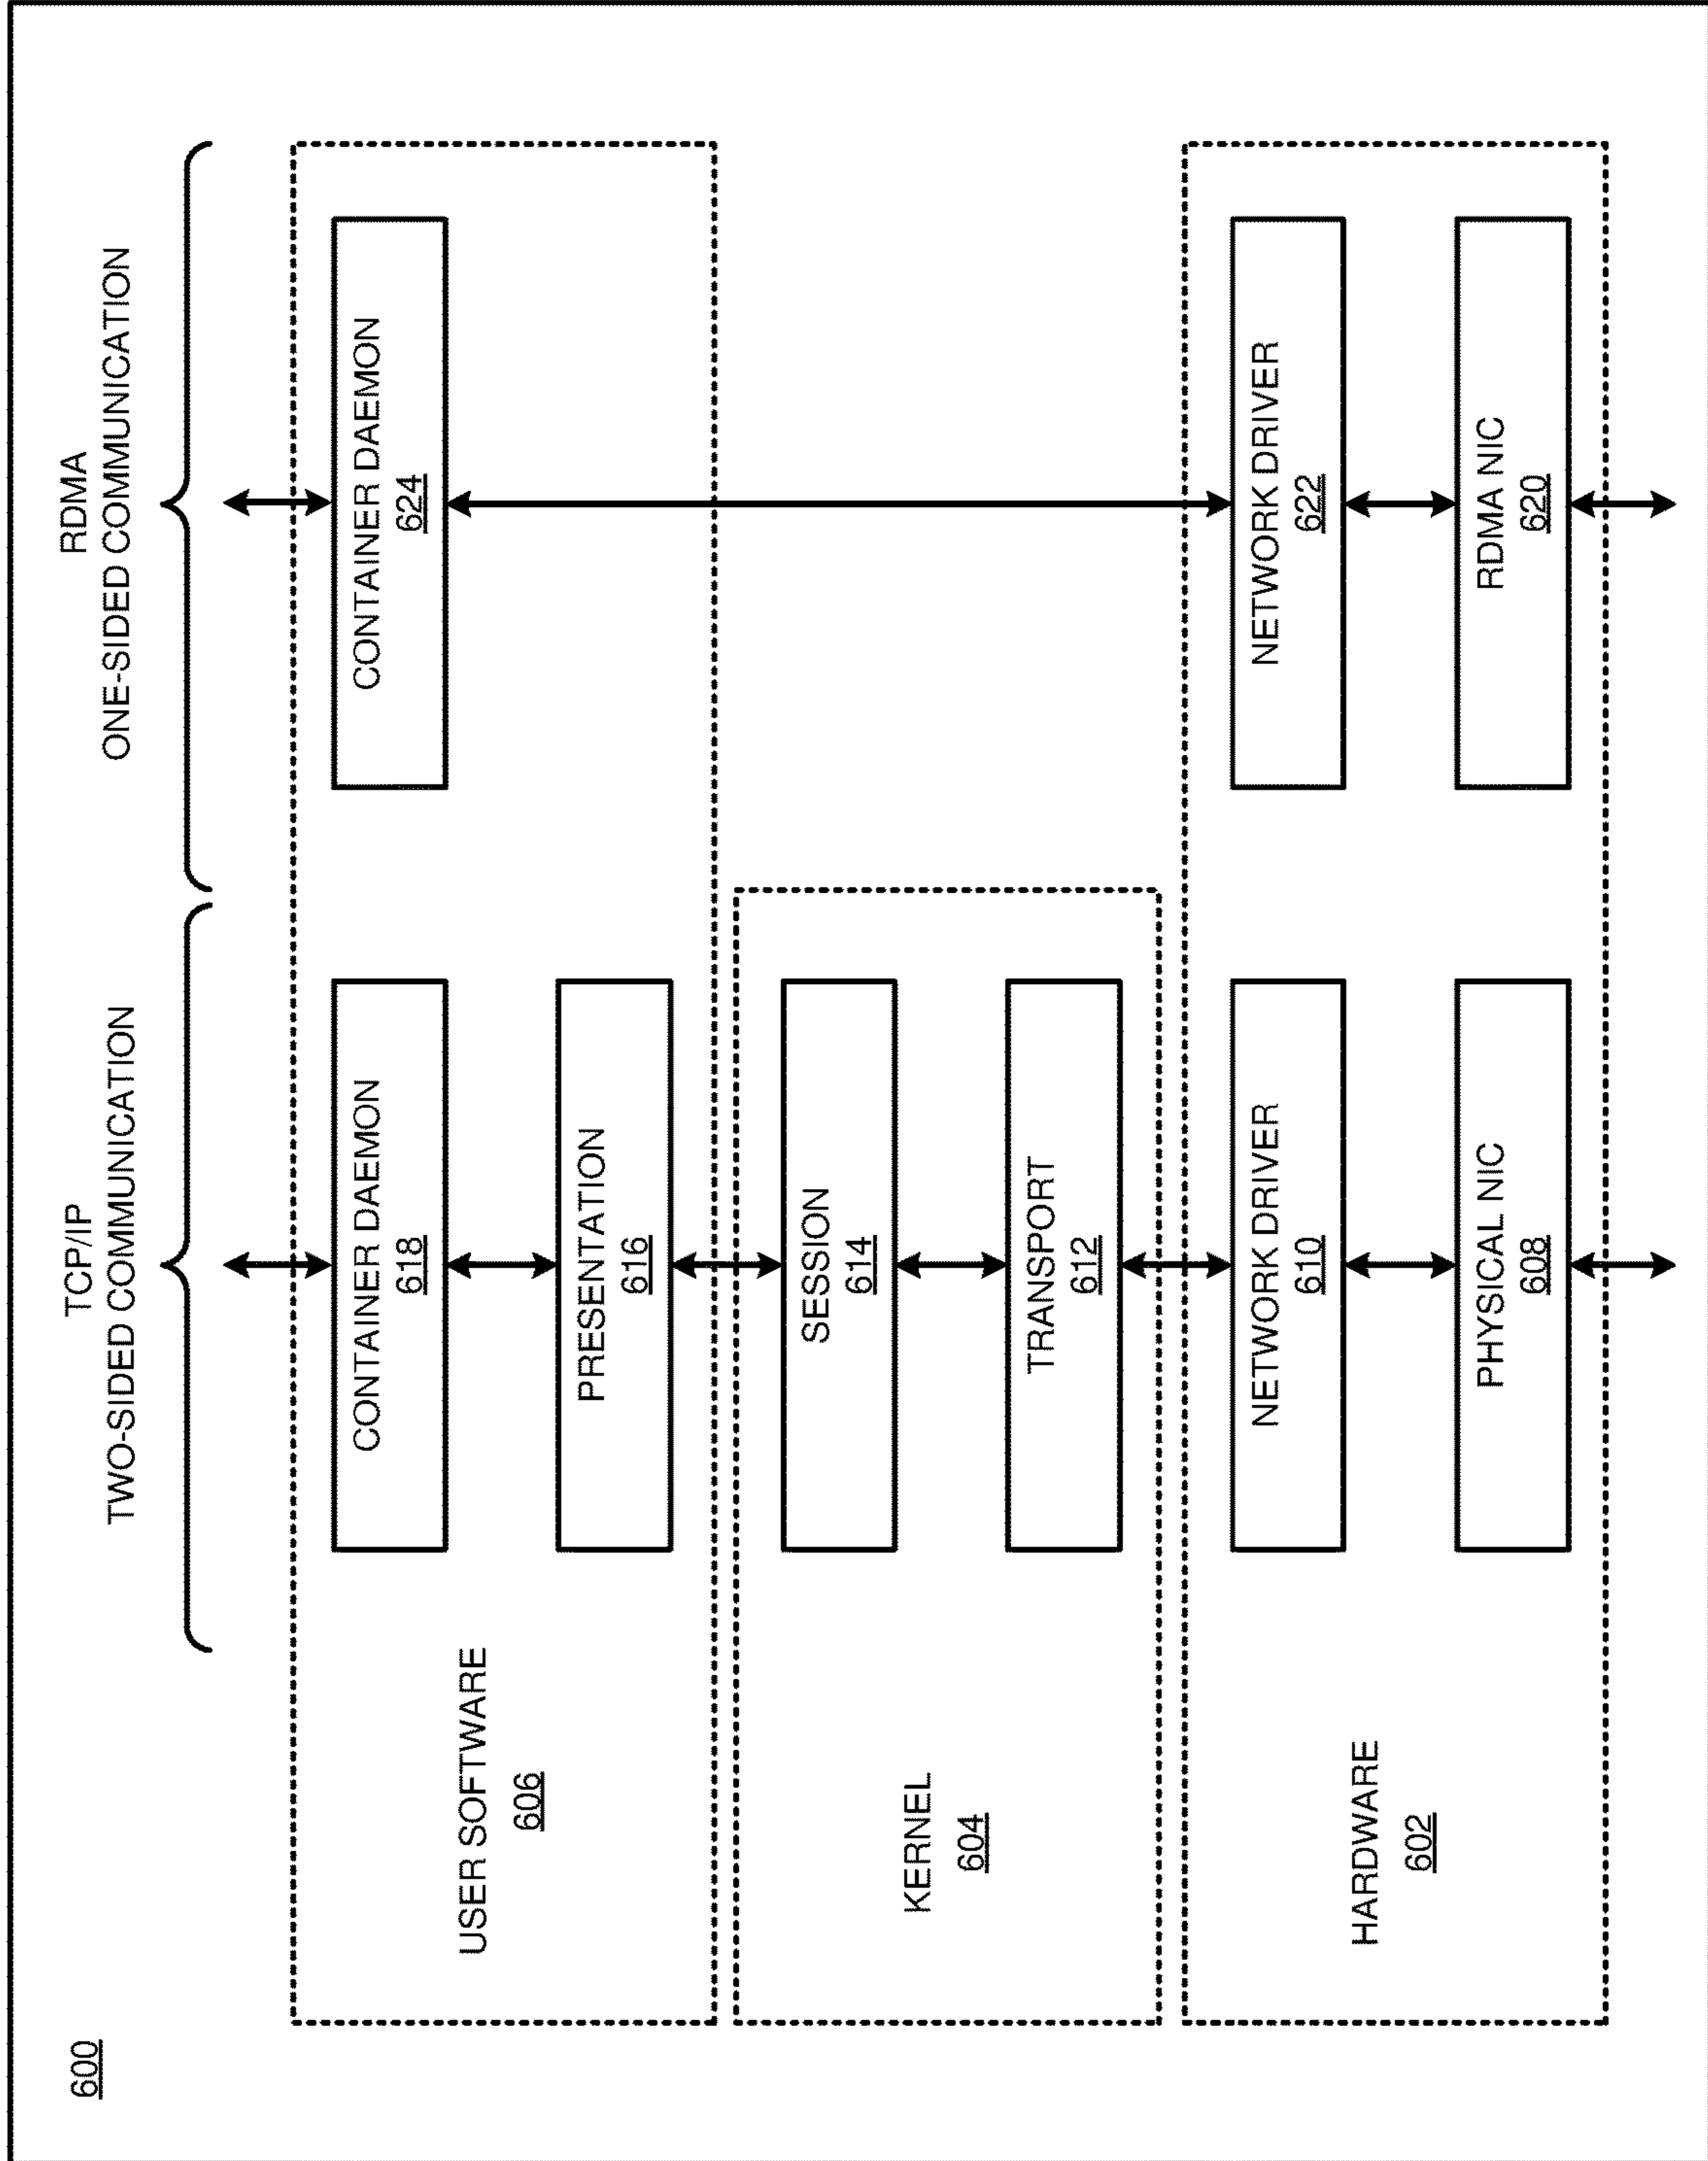 600
TCP/IP
TWO-SIDED COMMUNICATION
RDMA
ONE-SIDED COMMUNICATION
USER SOFTWARE
606
CONTAINER DAEMON
618
CONTAINER DAEMON
624
PRESENTATION
616
KERNEL
604
SESSION
614
TRANSPORT
612
HARDWARE
602
NETWORK DRIVER
610
NETWORK DRIVER
622
PHYSICAL NIC
608
RDMA NIC
620